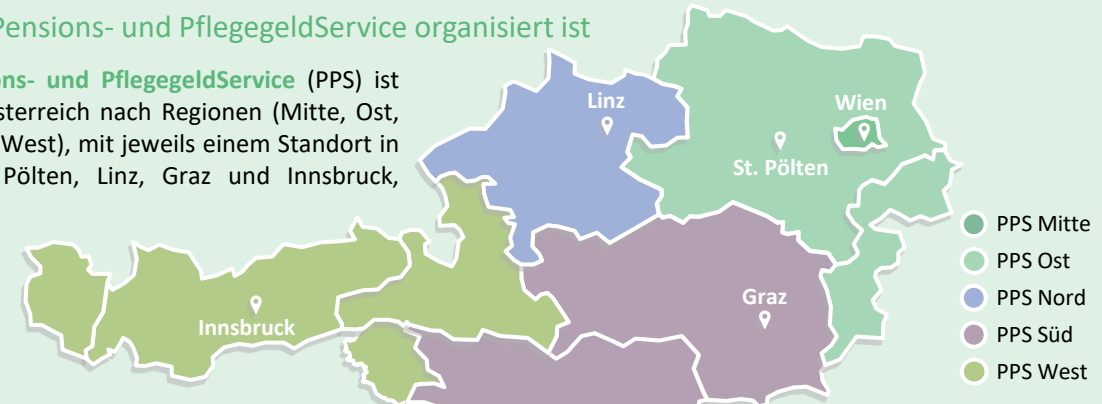 Pensions- und PflegegeldService organisiert ist
ns- und PflegegeldService (PPS) ist
sterreich nach Regionen (Mitte, Ost,
West), mit jeweils einem Standort in
Pölten, Linz, Graz und Innsbruck,
Linz
Wien
St. Pölten
Graz
Innsbruck
PPS Mitte
PPS Ost
PPS Nord
PPS Süd
PPS West